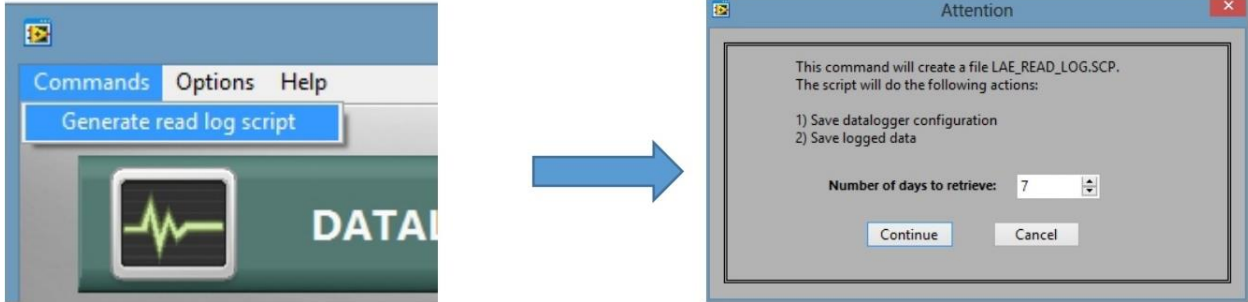 Commands Options Help
Generate read log script
DATAL
Attention
This command will create a file LAE_READ_LOG.SCP.
The script will do the following actions:
1) Save datalogger configuration
2) Save logged data
Number of days to retrieve: 7
Continue Cancel